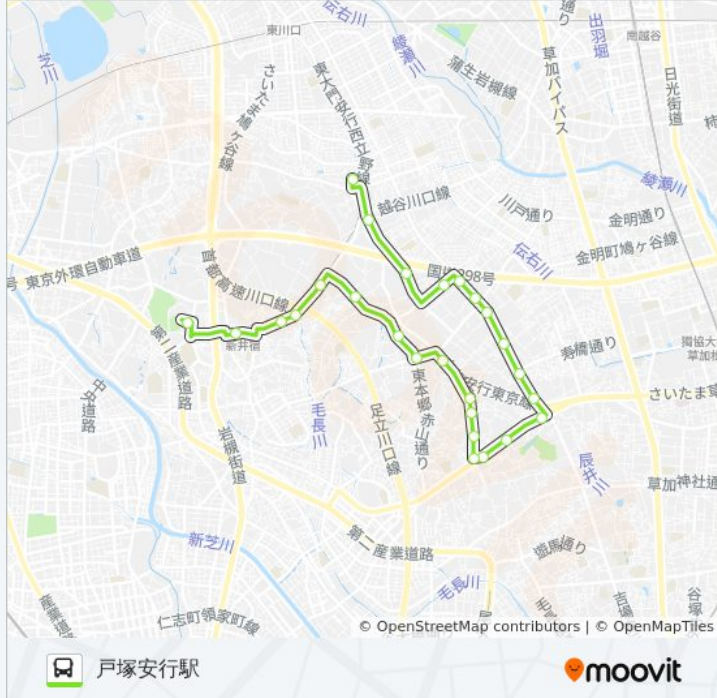 伝右川
東川口
綾瀬川
芝川
さいたま鳩ヶ谷線
東大門安行西立野線
蒲生岩槻線
草加バイパス
通り
出羽堀
南越谷
日光街道
綾瀬川
越谷川口線
川戸通り
金明通り
金明町鳩ヶ谷線
伝右川
国道298号
号
東京外環自動車道
首都高速川口線
第二産業道路
新井宿
寿橋通り
安行東京線
さいたま草
中央道路
毛長川
足立川口線
東本郷赤山通り
岩槻街道
辰井川
草加神社通
新芝川
第二産業道路
遊馬通り
毛長川
産業道路
仁志町領家町線
吉場
谷塚
© OpenStreetMap contributors | © OpenMapTiles
戸塚安行駅
moovit